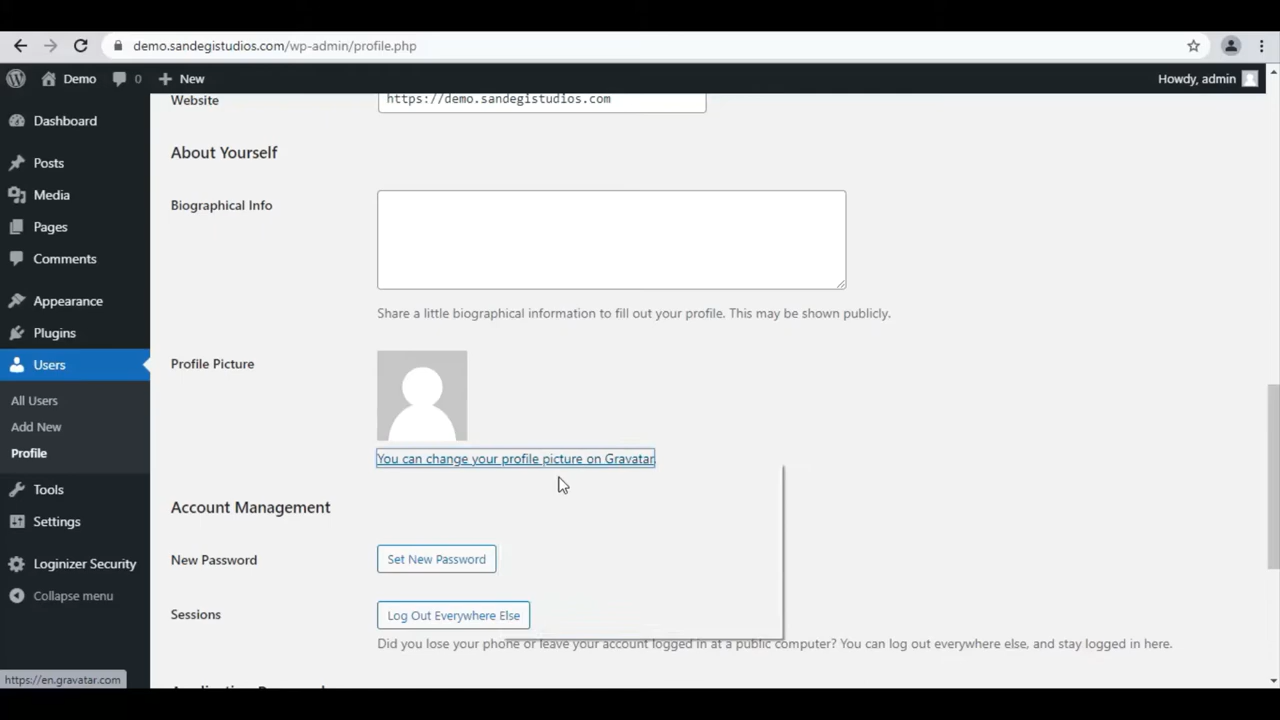 demo.sandegistudios.com/wp-admin/profile.php
Demo 0 New Howdy, admin
Dashboard
Posts
Media
Pages
Comments
Appearance
Plugins
Users
All Users
Add New
Profile
Tools
Settings
Loginizer Security
Collapse menu
Website https://demo.sandegistudios.com
About Yourself
Biographical Info
Share a little biographical information to fill out your profile. This may be shown publicly.
Profile Picture
You can change your profile picture on Gravatar.
Account Management
New Password Set New Password
Sessions Log Out Everywhere Else
Did you lose your phone or leave your account logged in at a public computer? You can log out everywhere else, and stay logged in here.
https://en.gravatar.com